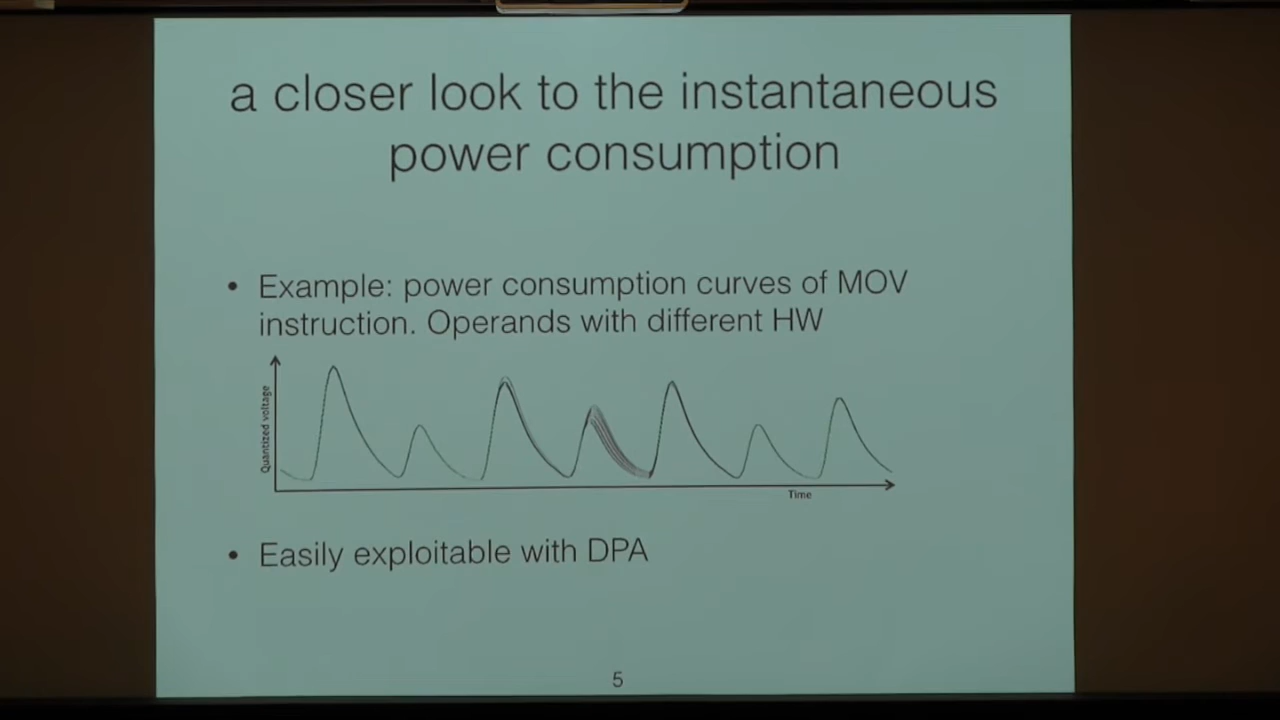 a closer look to the instantaneous
power consumption
• Example: power consumption curves of MOV
instruction. Operands with different HW
Quantized voltage
Time
• Easily exploitable with DPA
5